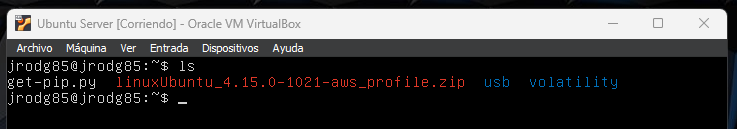 Ubuntu Server [Corriendo] - Oracle VM VirtualBox
Archivo Máquina Ver Entrada Dispositivos Ayuda
jrodg85@jrodg85:~$ ls
get-pip.py linuxUbuntu_4.15.0-1021-aws_profile.zip usb volatility
jrodg85@jrodg85:~$ _